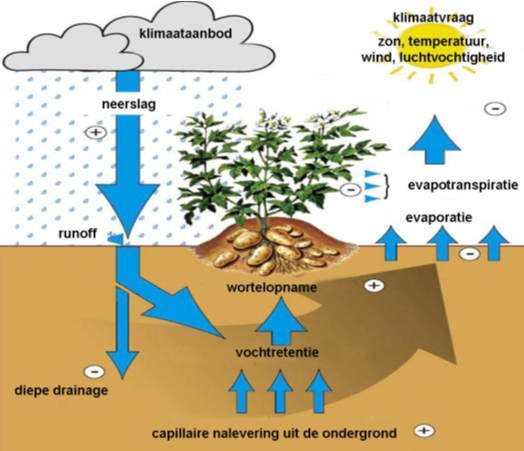 klimaataanbod
klimaatvraag
zon, temperatuur,
wind, luchtvochtigheid
neerslag
+
-
evapotranspiratie
-
evaporatie
runoff
-
wortelopname
+
vochtretentie
-
diepe drainage
capillaire nalevering uit de ondergrond
+